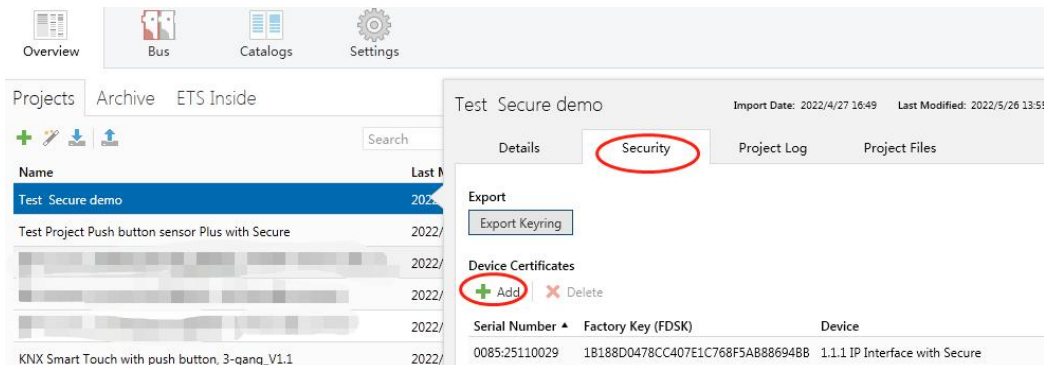 Overview Bus Catalogs Settings
Projects Archive ETS Inside
Search
Name Last M
Test Secure demo 202
Test Project Push button sensor Plus with Secure 2022/
2022/
2022/
2022/
KNX Smart Touch with push button, 3-gang_V1.1 2022/
Test Secure demo Import Date: 2022/4/27 16:49 Last Modified: 2022/5/26 13:55
Details Security Project Log Project Files
Export
Export Keyring
Device Certificates
Add Delete
Serial Number Factory Key (FDSK) Device
0085:25110029 1B188D0478CC407E1C768F5AB88694BB 1.1.1 IP Interface with Secure